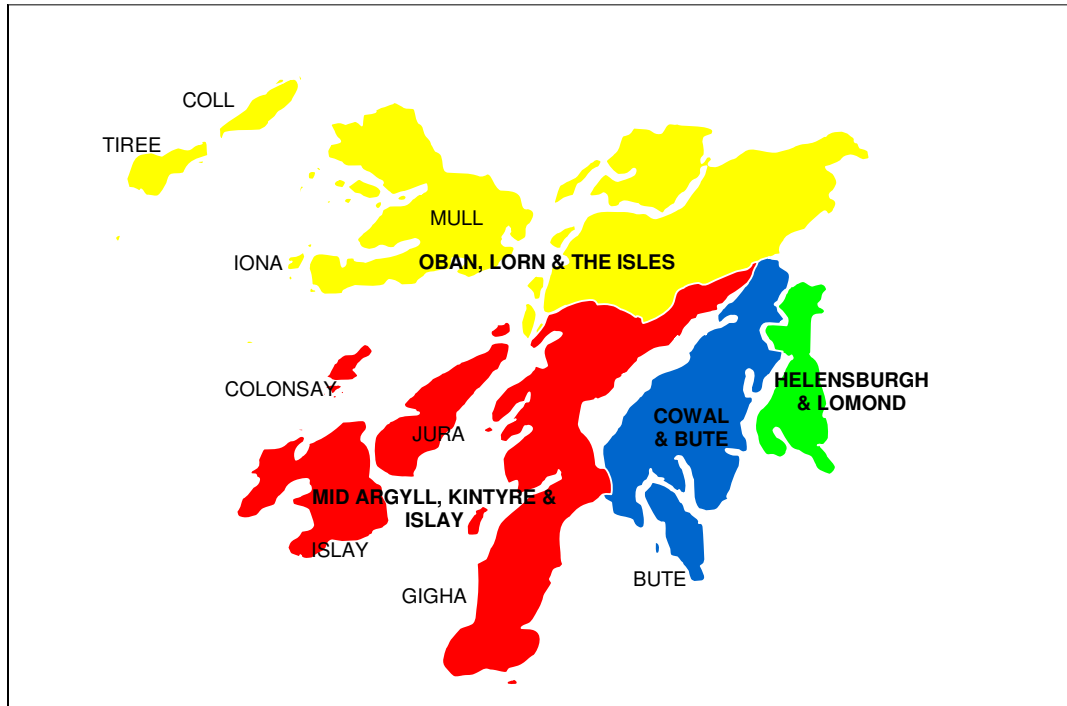 COLL
TIREE
MULL
IONA
OBAN, LORN & THE ISLES
COLONSAY
HELENSBURGH
& LOMOND
COWAL
& BUTE
JURA
MID ARGYLL, KINTYRE &
ISLAY
ISLAY
BUTE
GIGHA